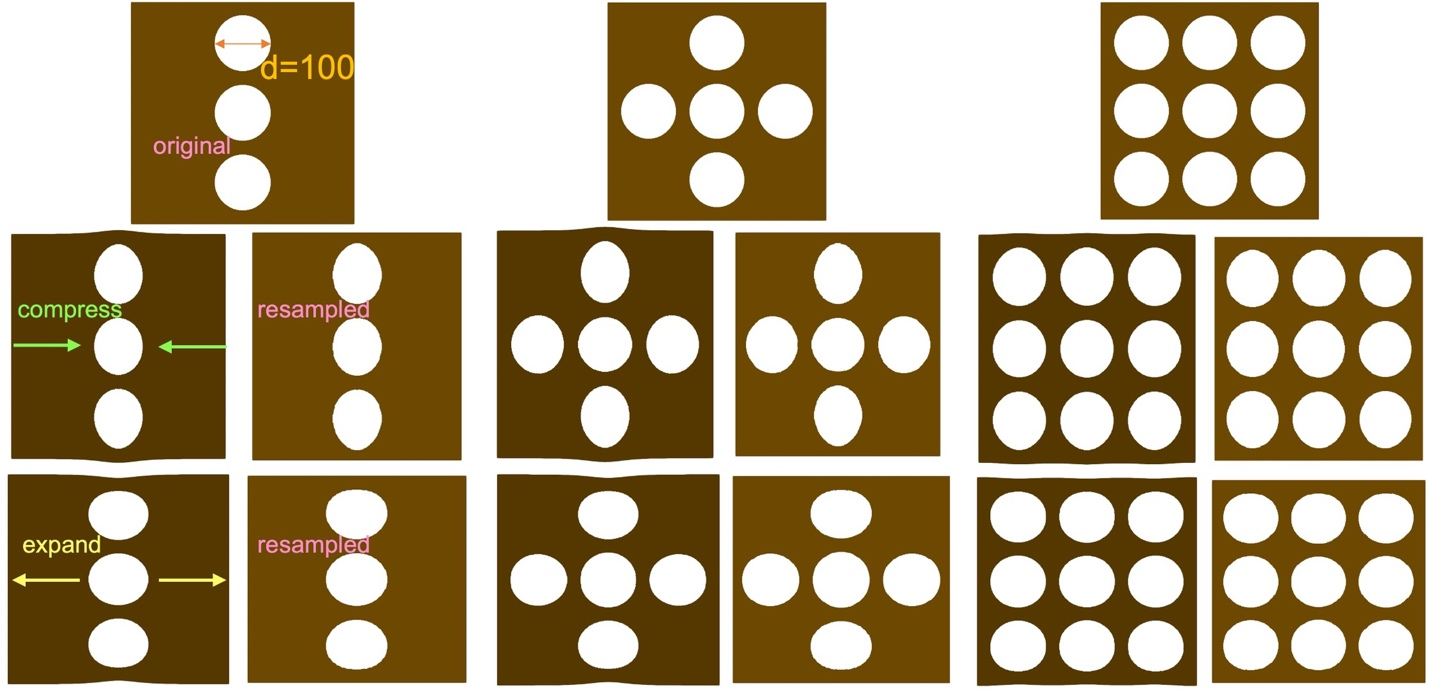 d=100
original
compress
resampled
expand
resampled